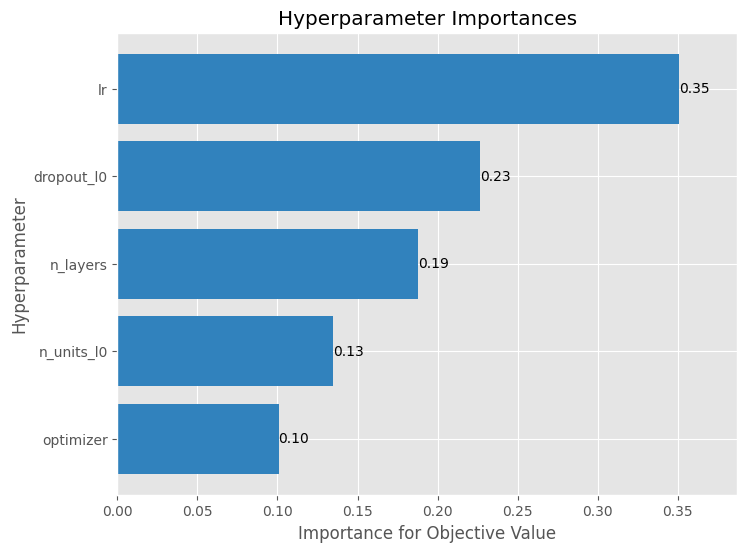 Hyperparameter Importances
Hyperparameter
lr
0.35
dropout_l0
0.23
n_layers
0.19
n_units_l0
0.13
optimizer
0.10
0.00 0.05 0.10 0.15 0.20 0.25 0.30 0.35
Importance for Objective Value